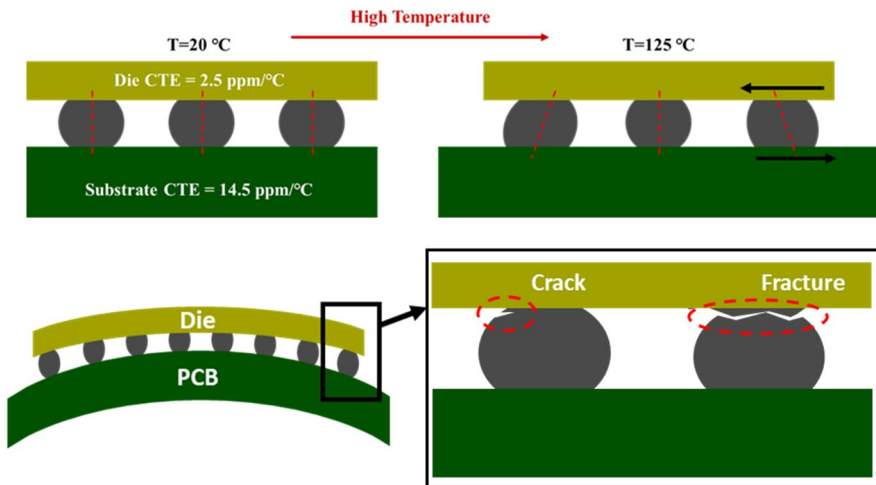 High Temperature
T=20 °C
T=125 °C
Die CTE = 2.5 ppm/°C
Substrate CTE = 14.5 ppm/°C
Die
PCB
Crack
Fracture